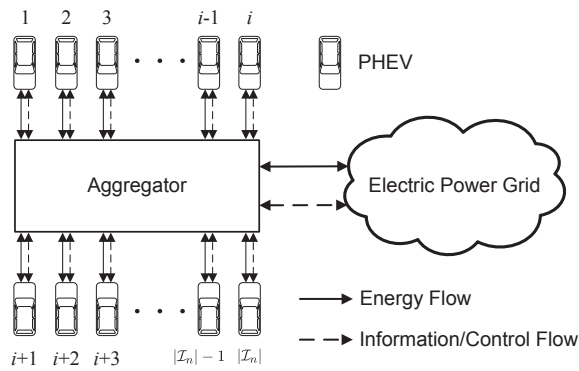 1 2 3 · · · i-1 i
PHEV
Aggregator
Electric Power Grid
Energy Flow
Information/Control Flow
i+1 i+2 i+3 · · · |ℐₙ| − 1 |ℐₙ|